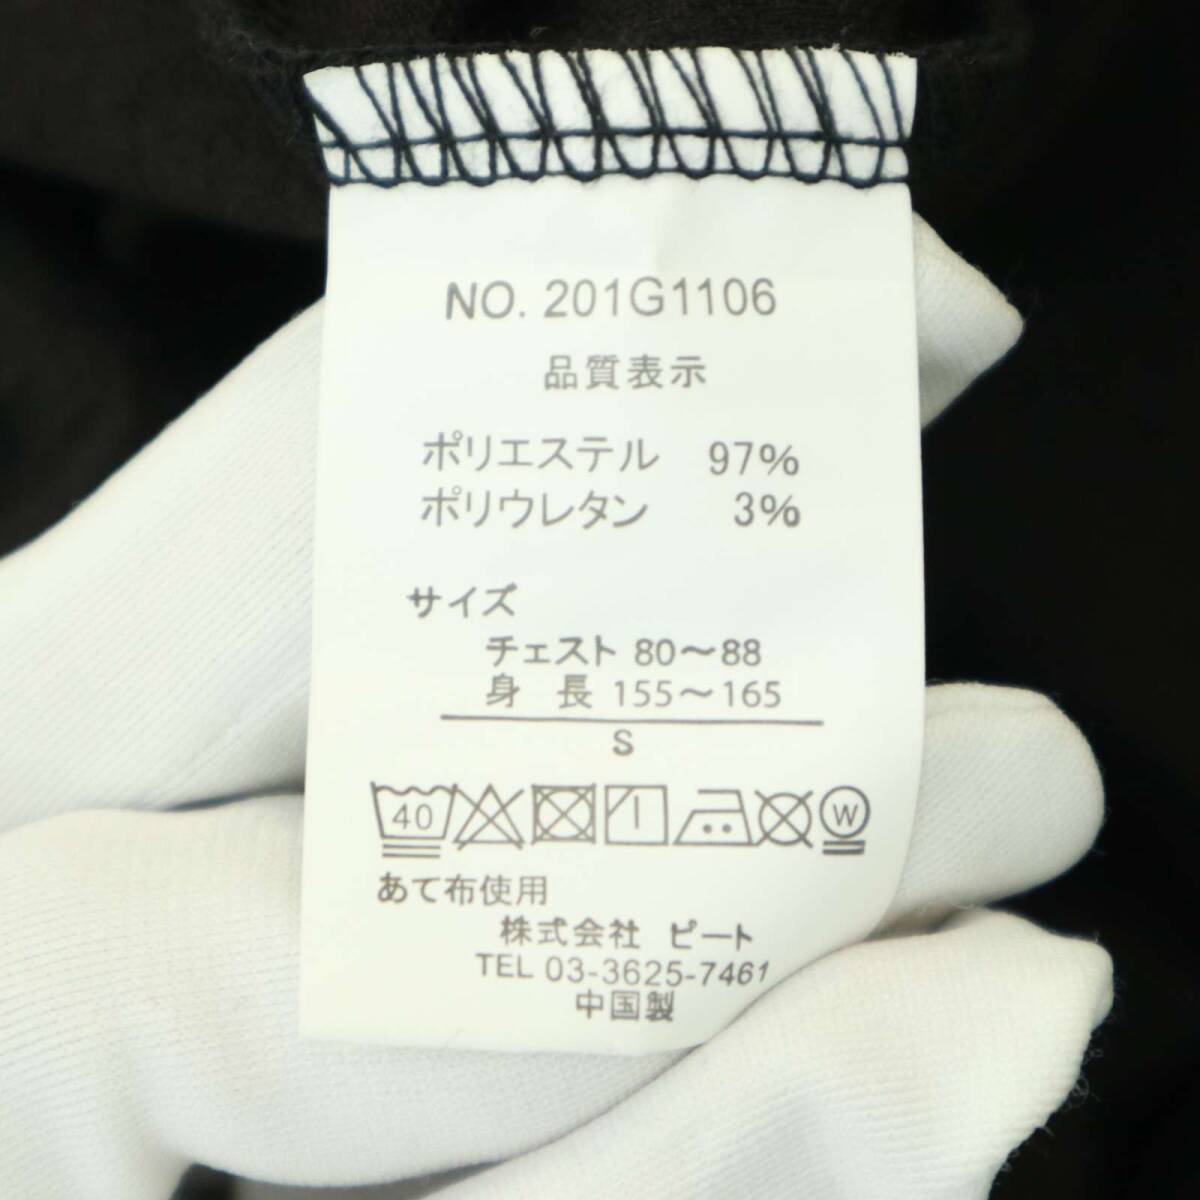 NO. 201G1106
品質表示
ポリエステル 97%
ポリウレタン 3%
サイズ
チェスト 80〜88
身 長 155〜165
S
40 W
あて布使用
株式会社 ピート
TEL 03-3625-7461
中国製